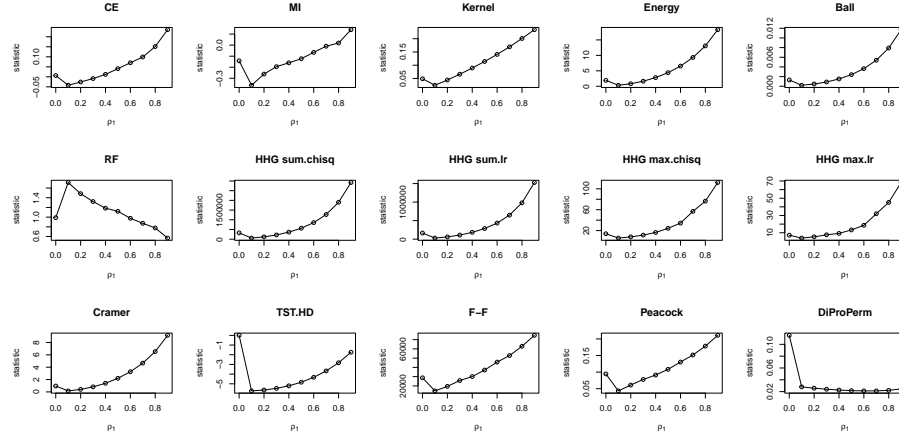 CE MI Kernel Energy Ball
statistic −0.05 0.10
0.0 0.2 0.4 0.6 0.8
ρ1
statistic −0.3 0.0
0.0 0.2 0.4 0.6 0.8
ρ1
statistic 0.05 0.15
0.0 0.2 0.4 0.6 0.8
ρ1
statistic 0 5 10
0.0 0.2 0.4 0.6 0.8
ρ1
statistic 0.000 0.006 0.012
0.0 0.2 0.4 0.6 0.8
ρ1
RF HHG sum.chisq HHG sum.lr HHG max.chisq HHG max.lr
statistic 0.6 1.0 1.4
0.0 0.2 0.4 0.6 0.8
ρ1
statistic 0 1500000
0.0 0.2 0.4 0.6 0.8
ρ1
statistic 0 1000000
0.0 0.2 0.4 0.6 0.8
ρ1
statistic 20 60 100
0.0 0.2 0.4 0.6 0.8
ρ1
statistic 10 30 50 70
0.0 0.2 0.4 0.6 0.8
ρ1
Cramer TST.HD F−F Peacock DiProPerm
statistic 0 2 4 6 8
0.0 0.2 0.4 0.6 0.8
ρ1
statistic −5 −3 −1
0.0 0.2 0.4 0.6 0.8
ρ1
statistic 20000 60000
0.0 0.2 0.4 0.6 0.8
ρ1
statistic 0.05 0.15
0.0 0.2 0.4 0.6 0.8
ρ1
statistic 0.02 0.06 0.10
0.0 0.2 0.4 0.6 0.8
ρ1